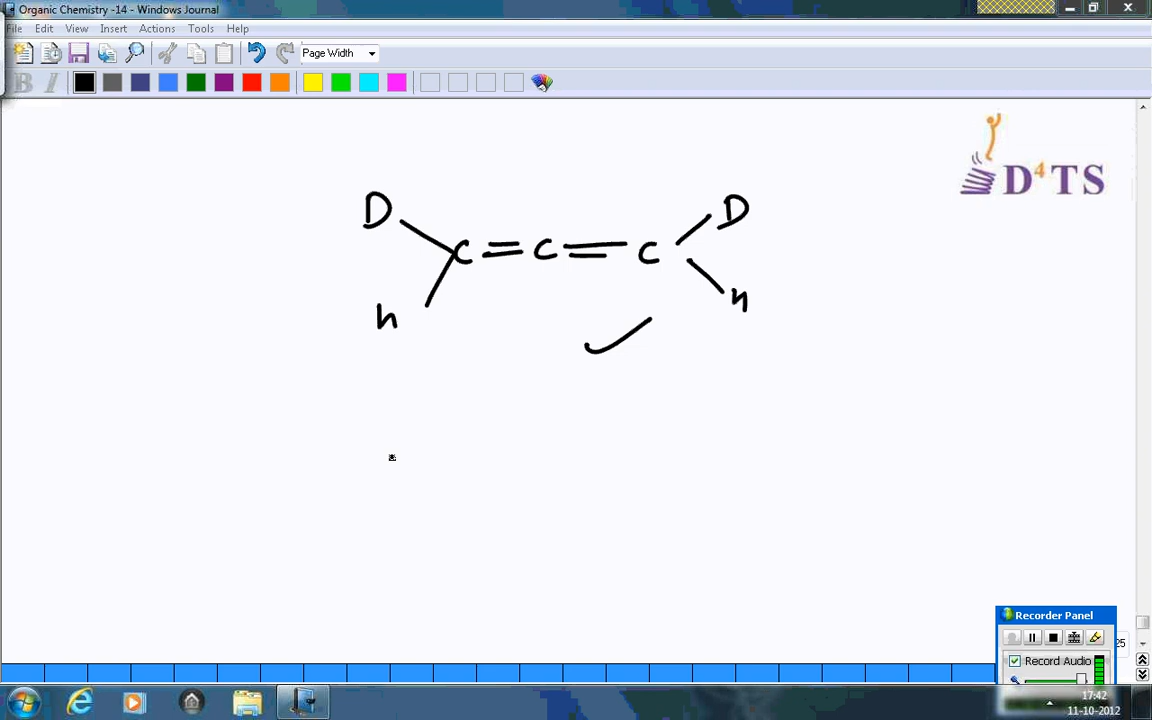 Organic Chemistry -14 - Windows Journal
File Edit View Insert Actions Tools Help
Page Width
B I
D⁴TS
D D
C=C=C
h h
Recorder Panel
25
Record Audio
17:42
11-10-2012